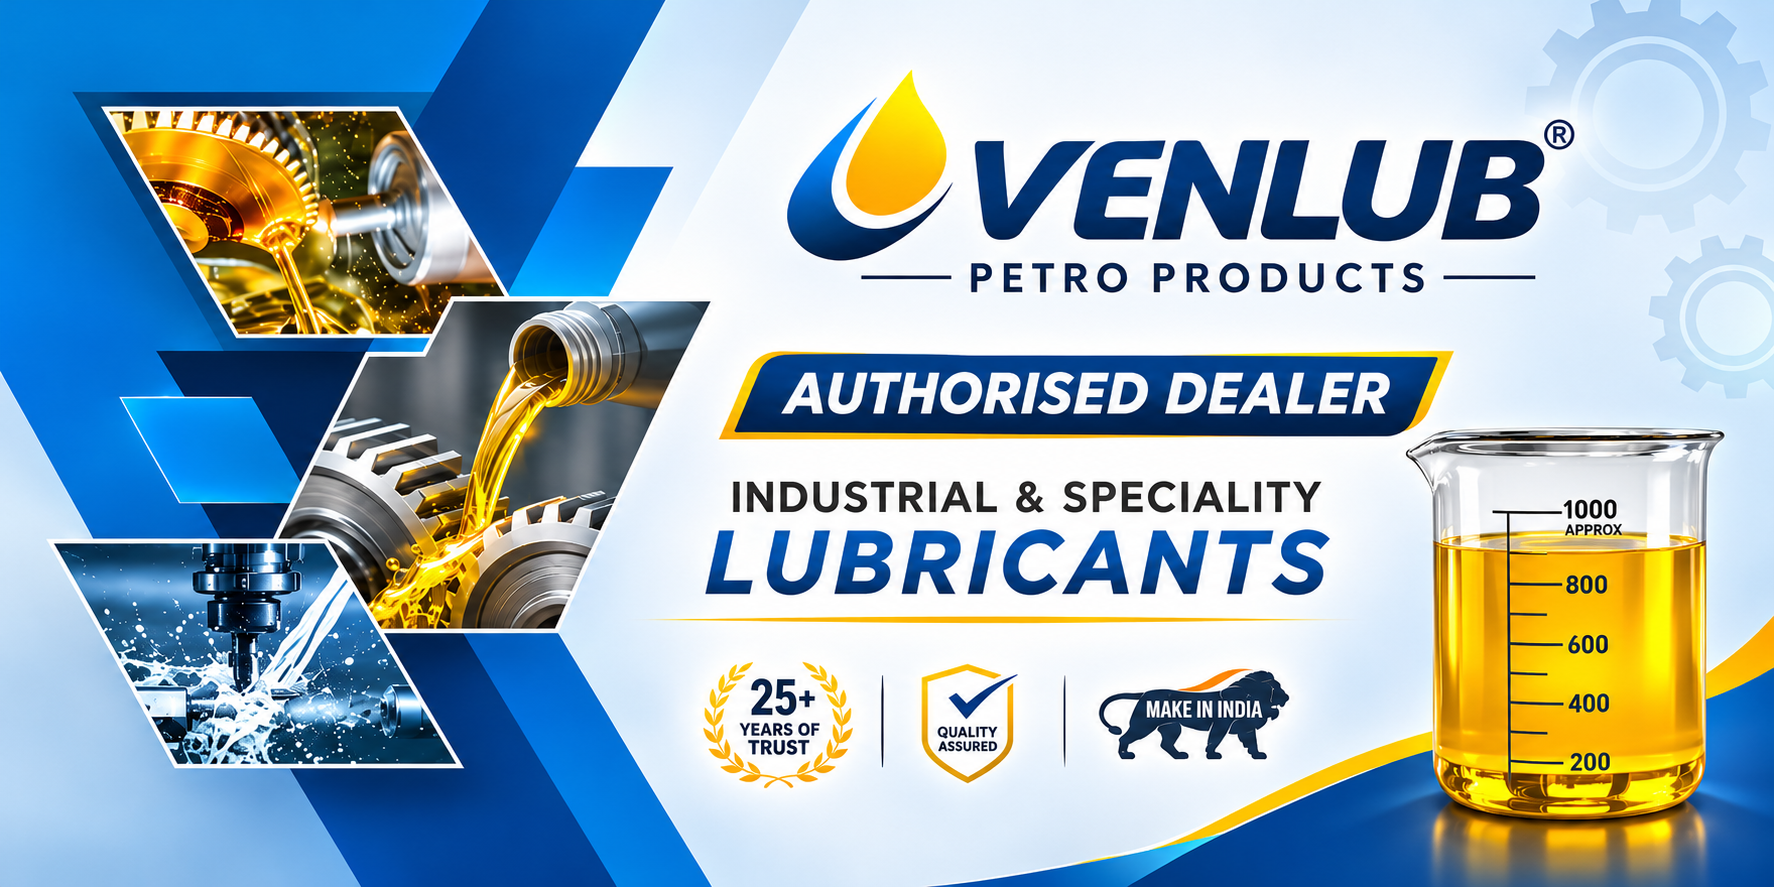 VENLUB®
PETRO PRODUCTS
AUTHORISED DEALER
INDUSTRIAL & SPECIALITY
LUBRICANTS
25+
YEARS OF
TRUST
QUALITY
ASSURED
MAKE IN INDIA
1000
APPROX
800
600
400
200